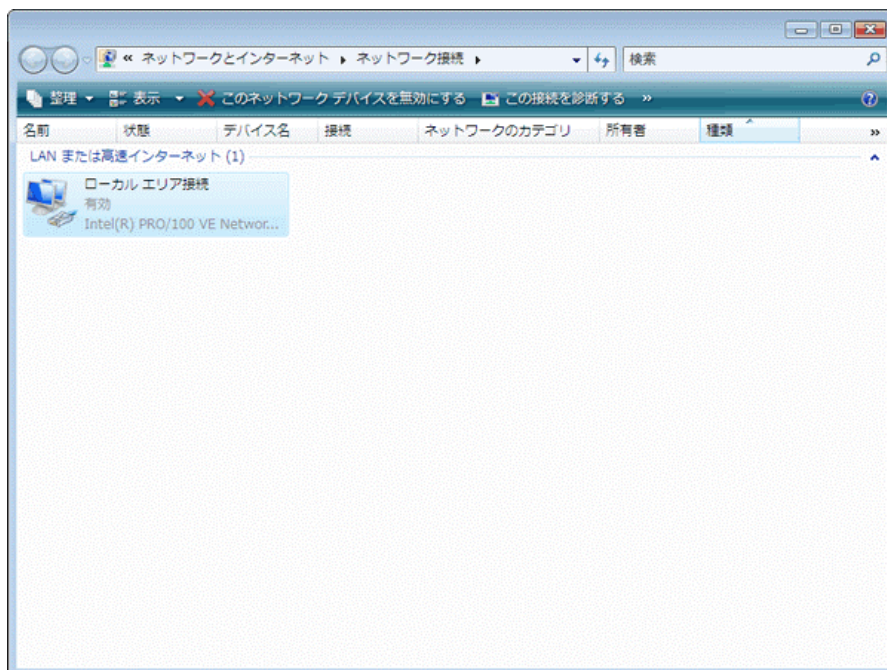 « ネットワークとインターネット ▸ ネットワーク接続 ▸ 検索
整理 表示 このネットワーク デバイスを無効にする この接続を診断する »
名前 状態 デバイス名 接続 ネットワークのカテゴリ 所有者 種類 »
LAN または高速インターネット (1)
ローカル エリア接続
有効
Intel(R) PRO/100 VE Networ...